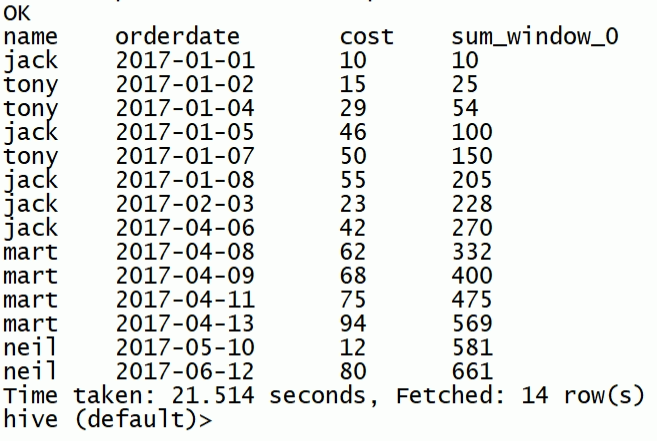 OK
name orderdate cost sum_window_0
jack 2017-01-01 10 10
tony 2017-01-02 15 25
tony 2017-01-04 29 54
jack 2017-01-05 46 100
tony 2017-01-07 50 150
jack 2017-01-08 55 205
jack 2017-02-03 23 228
jack 2017-04-06 42 270
mart 2017-04-08 62 332
mart 2017-04-09 68 400
mart 2017-04-11 75 475
mart 2017-04-13 94 569
neil 2017-05-10 12 581
neil 2017-06-12 80 661
Time taken: 21.514 seconds, Fetched: 14 row(s)
hive (default)>